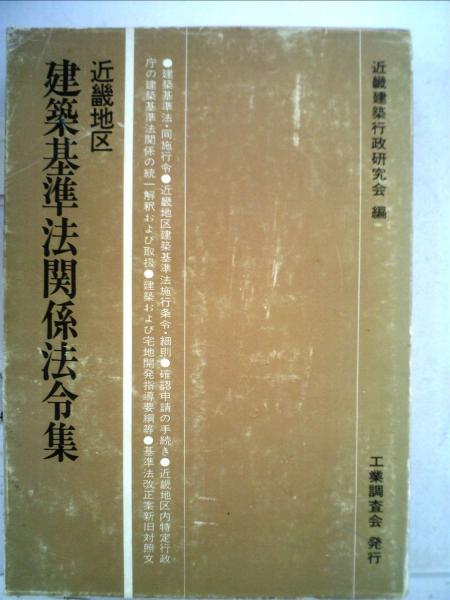 近畿建築行政研究会 編
工業調査会 発行
●建築基準法・同施行令●近畿地区建築基準法施行条令・細則●確認申請の手続き●近畿地区内特定行政
庁の建築基準法関係の統一解釈および取扱●建築および宅地開発指導要綱等●基準法改正案新旧対照文
近畿地区
建築基準法関係法令集